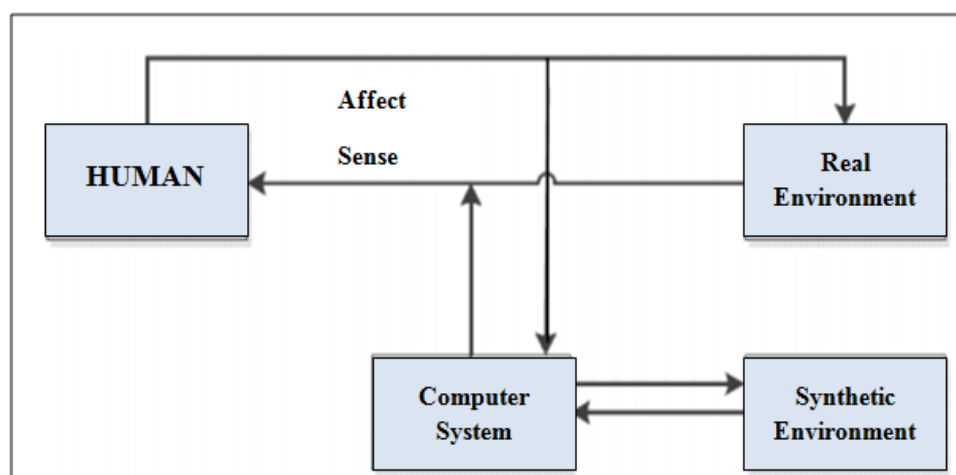 Affect
Sense
HUMAN
Real
Environment
Computer
System
Synthetic
Environment